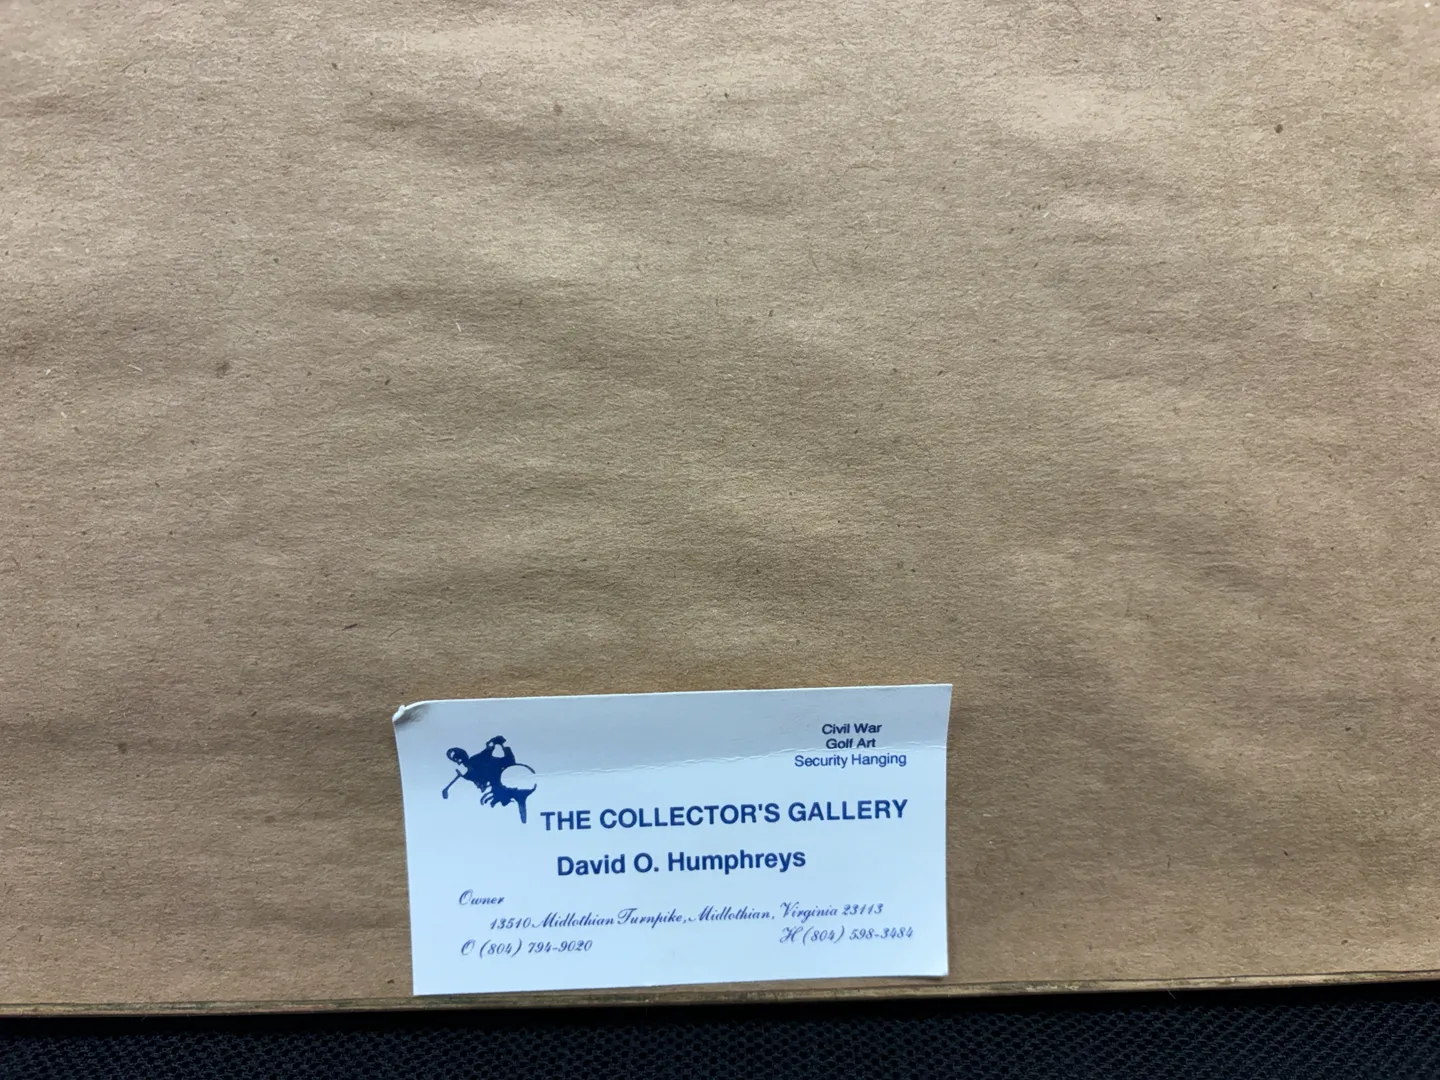 Civil War
Golf Art
Security Hanging
THE COLLECTOR'S GALLERY
David O. Humphreys
Owner
13510 Midlothian Turnpike, Midlothian, Virginia 23113
O (804) 794-9020 H (804) 598-3484